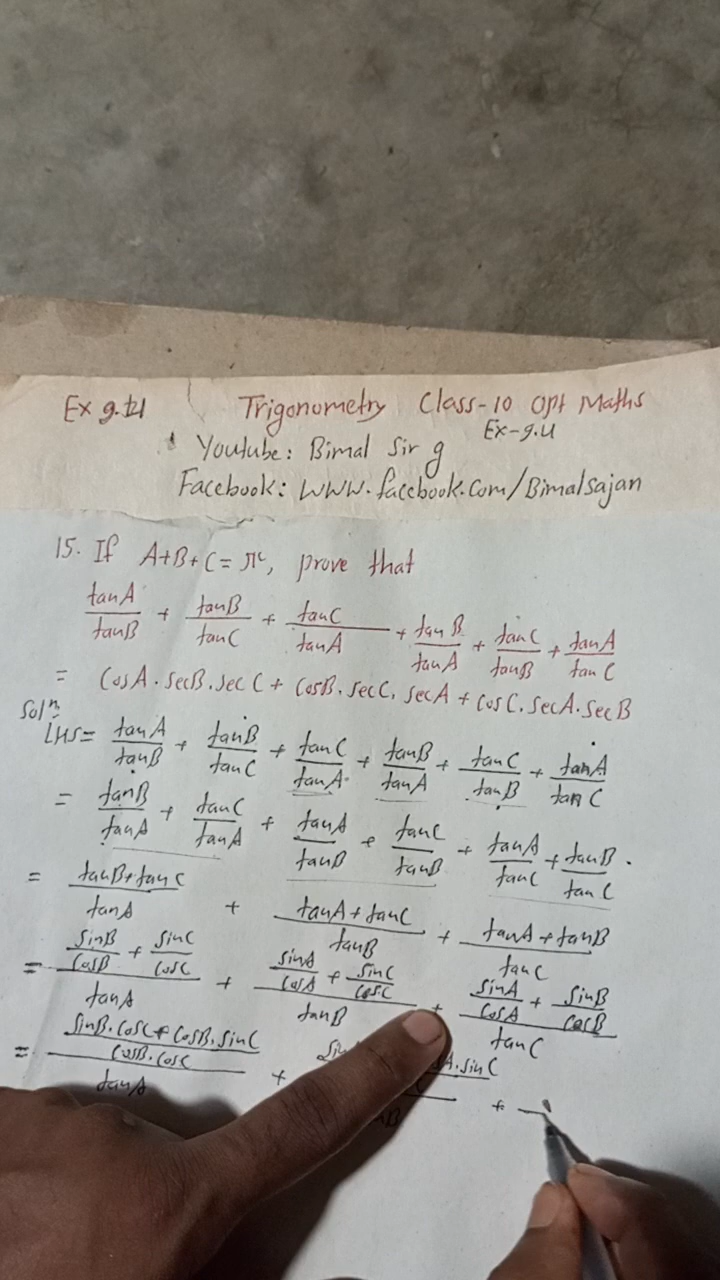 Ex 9.4 Trigonometry Class-10 Opt Maths
Ex-9.4
Youtube: Bimal Sir g
Facebook: WWW.facebook.com/Bimalsajan
15. If A+B+C = πᶜ, prove that
tanA/tanB + tanB/tanC + tanC/tanA + tanB/tanA + tanC/tanB + tanA/tanC
= CosA.secB.secC + CosB.secC.secA + CosC.secA.secB
Solⁿ:
LHS = tanA/tanB + tanB/tanC + tanC/tanA + tanB/tanA + tanC/tanB + tanA/tanC
= tanB/tanA + tanC/tanA + tanA/tanB + tanC/tanB + tanA/tanC + tanB/tanC.
= (tanB+tanC)/tanA + (tanA+tanC)/tanB + (tanA+tanB)/tanC
= (sinB/cosB + sinC/cosC)/tanA + (sinA/cosA + sinC/cosC)/tanB + (sinA/cosA + sinB/cosB)/tanC
= ((sinB.cosC + cosB.sinC)/(cosB.cosC))/tanA + A.sinC +